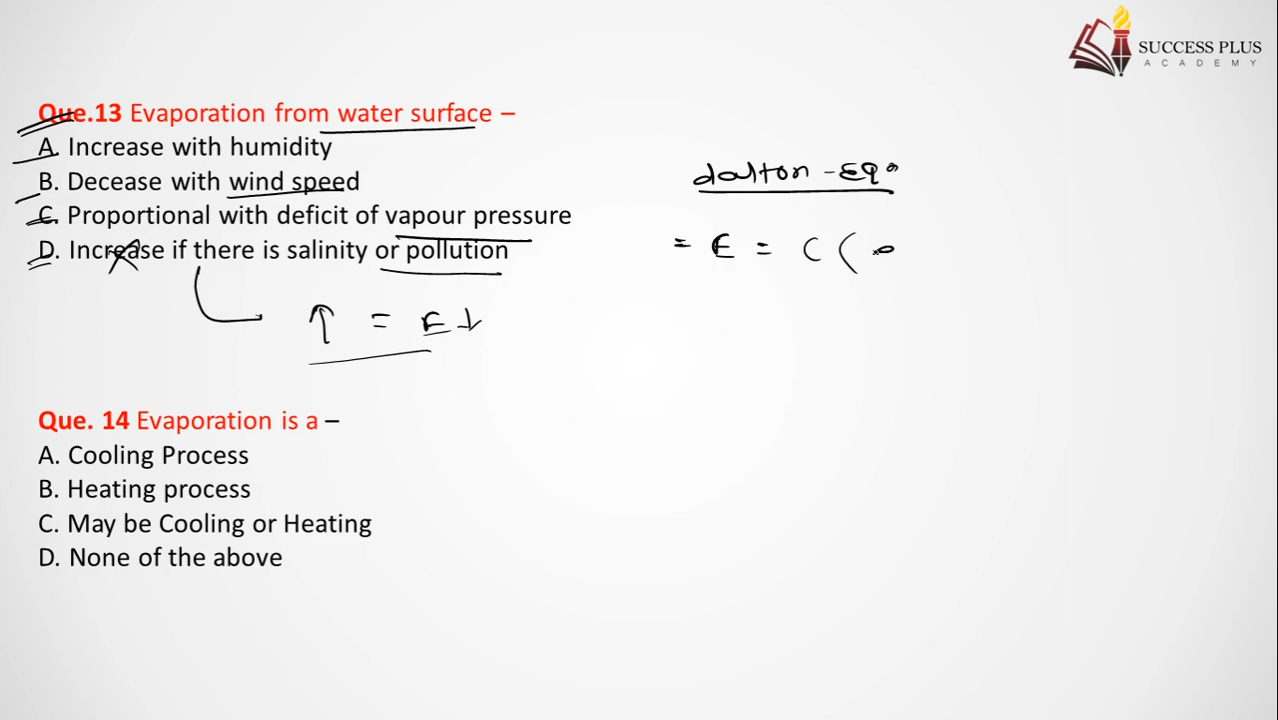 SUCCESS PLUS
ACADEMY
Que.13 Evaporation from water surface –
A. Increase with humidity
B. Decease with wind speed
C. Proportional with deficit of vapour pressure
D. Increase if there is salinity or pollution
dalton - Eqn
= E = C (
↑ = E↓
Que. 14 Evaporation is a –
A. Cooling Process
B. Heating process
C. May be Cooling or Heating
D. None of the above